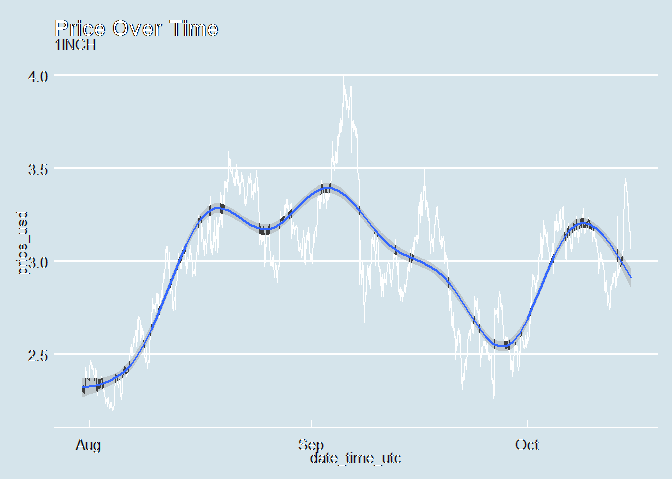 Price Over Time
1INCH
4.0
3.5
price_usd
3.0
2.5
Aug
Sep
Oct
date_time_utc